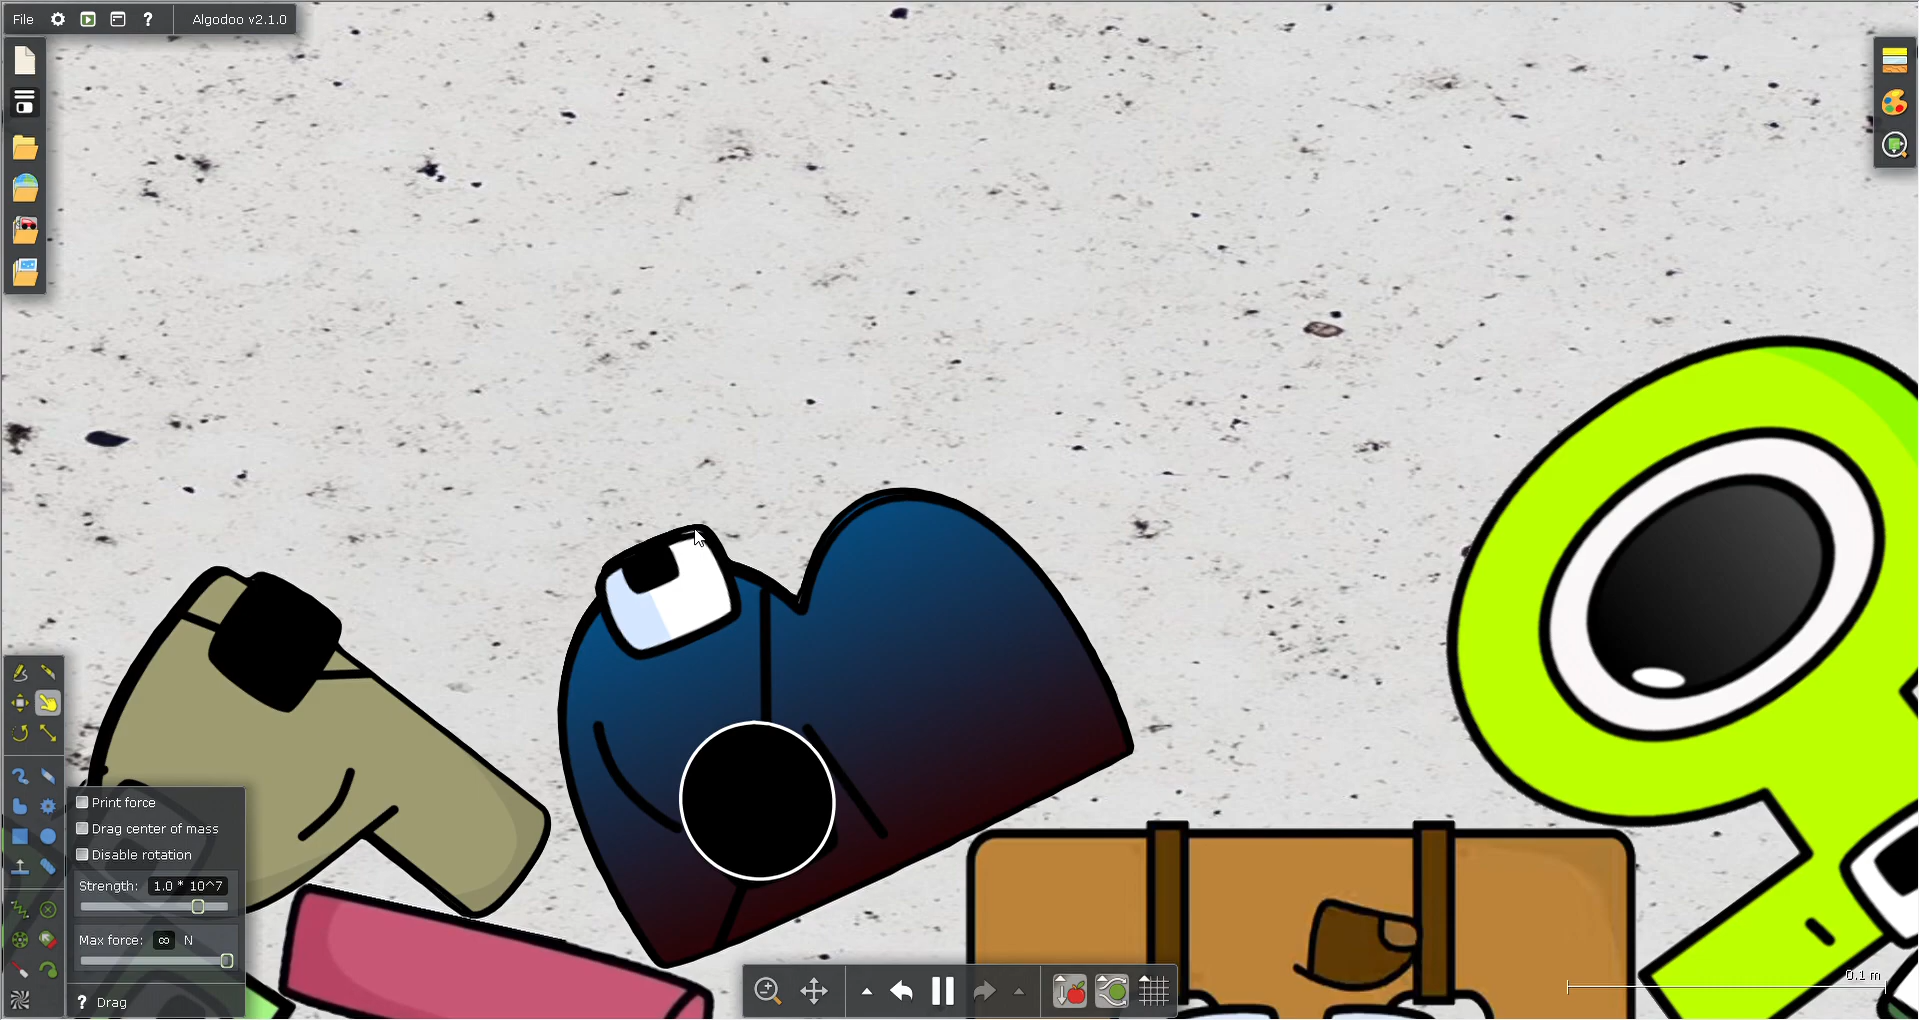 File ? Algodoo v2.1.0
Print force
Drag center of mass
Disable rotation
Strength: 1.0 * 10^7
Max force: ∞ N
? Drag
0.1 m